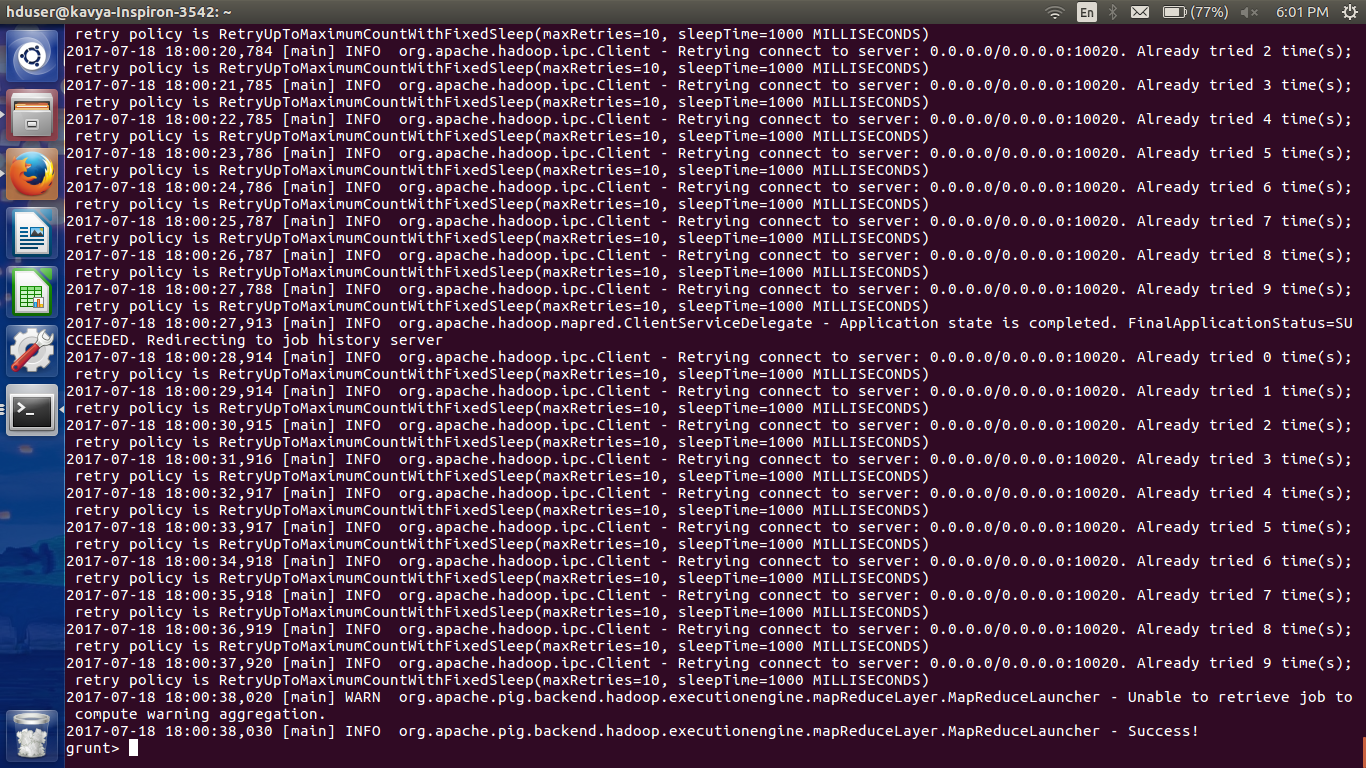 hduser@kavya-Inspiron-3542: ~
En
(77%)
6:01 PM
retry policy is RetryUpToMaximumCountWithFixedSleep(maxRetries=10, sleepTime=1000 MILLISECONDS)
2017-07-18 18:00:20,784 [main] INFO  org.apache.hadoop.ipc.Client - Retrying connect to server: 0.0.0.0/0.0.0.0:10020. Already tried 2 time(s);
retry policy is RetryUpToMaximumCountWithFixedSleep(maxRetries=10, sleepTime=1000 MILLISECONDS)
2017-07-18 18:00:21,785 [main] INFO  org.apache.hadoop.ipc.Client - Retrying connect to server: 0.0.0.0/0.0.0.0:10020. Already tried 3 time(s);
retry policy is RetryUpToMaximumCountWithFixedSleep(maxRetries=10, sleepTime=1000 MILLISECONDS)
2017-07-18 18:00:22,785 [main] INFO  org.apache.hadoop.ipc.Client - Retrying connect to server: 0.0.0.0/0.0.0.0:10020. Already tried 4 time(s);
retry policy is RetryUpToMaximumCountWithFixedSleep(maxRetries=10, sleepTime=1000 MILLISECONDS)
2017-07-18 18:00:23,786 [main] INFO  org.apache.hadoop.ipc.Client - Retrying connect to server: 0.0.0.0/0.0.0.0:10020. Already tried 5 time(s);
retry policy is RetryUpToMaximumCountWithFixedSleep(maxRetries=10, sleepTime=1000 MILLISECONDS)
2017-07-18 18:00:24,786 [main] INFO  org.apache.hadoop.ipc.Client - Retrying connect to server: 0.0.0.0/0.0.0.0:10020. Already tried 6 time(s);
retry policy is RetryUpToMaximumCountWithFixedSleep(maxRetries=10, sleepTime=1000 MILLISECONDS)
2017-07-18 18:00:25,787 [main] INFO  org.apache.hadoop.ipc.Client - Retrying connect to server: 0.0.0.0/0.0.0.0:10020. Already tried 7 time(s);
retry policy is RetryUpToMaximumCountWithFixedSleep(maxRetries=10, sleepTime=1000 MILLISECONDS)
2017-07-18 18:00:26,787 [main] INFO  org.apache.hadoop.ipc.Client - Retrying connect to server: 0.0.0.0/0.0.0.0:10020. Already tried 8 time(s);
retry policy is RetryUpToMaximumCountWithFixedSleep(maxRetries=10, sleepTime=1000 MILLISECONDS)
2017-07-18 18:00:27,788 [main] INFO  org.apache.hadoop.ipc.Client - Retrying connect to server: 0.0.0.0/0.0.0.0:10020. Already tried 9 time(s);
retry policy is RetryUpToMaximumCountWithFixedSleep(maxRetries=10, sleepTime=1000 MILLISECONDS)
2017-07-18 18:00:27,913 [main] INFO  org.apache.hadoop.mapred.ClientServiceDelegate - Application state is completed. FinalApplicationStatus=SU
CCEEDED. Redirecting to job history server
2017-07-18 18:00:28,914 [main] INFO  org.apache.hadoop.ipc.Client - Retrying connect to server: 0.0.0.0/0.0.0.0:10020. Already tried 0 time(s);
retry policy is RetryUpToMaximumCountWithFixedSleep(maxRetries=10, sleepTime=1000 MILLISECONDS)
2017-07-18 18:00:29,914 [main] INFO  org.apache.hadoop.ipc.Client - Retrying connect to server: 0.0.0.0/0.0.0.0:10020. Already tried 1 time(s);
retry policy is RetryUpToMaximumCountWithFixedSleep(maxRetries=10, sleepTime=1000 MILLISECONDS)
2017-07-18 18:00:30,915 [main] INFO  org.apache.hadoop.ipc.Client - Retrying connect to server: 0.0.0.0/0.0.0.0:10020. Already tried 2 time(s);
retry policy is RetryUpToMaximumCountWithFixedSleep(maxRetries=10, sleepTime=1000 MILLISECONDS)
2017-07-18 18:00:31,916 [main] INFO  org.apache.hadoop.ipc.Client - Retrying connect to server: 0.0.0.0/0.0.0.0:10020. Already tried 3 time(s);
retry policy is RetryUpToMaximumCountWithFixedSleep(maxRetries=10, sleepTime=1000 MILLISECONDS)
2017-07-18 18:00:32,917 [main] INFO  org.apache.hadoop.ipc.Client - Retrying connect to server: 0.0.0.0/0.0.0.0:10020. Already tried 4 time(s);
retry policy is RetryUpToMaximumCountWithFixedSleep(maxRetries=10, sleepTime=1000 MILLISECONDS)
2017-07-18 18:00:33,917 [main] INFO  org.apache.hadoop.ipc.Client - Retrying connect to server: 0.0.0.0/0.0.0.0:10020. Already tried 5 time(s);
retry policy is RetryUpToMaximumCountWithFixedSleep(maxRetries=10, sleepTime=1000 MILLISECONDS)
2017-07-18 18:00:34,918 [main] INFO  org.apache.hadoop.ipc.Client - Retrying connect to server: 0.0.0.0/0.0.0.0:10020. Already tried 6 time(s);
retry policy is RetryUpToMaximumCountWithFixedSleep(maxRetries=10, sleepTime=1000 MILLISECONDS)
2017-07-18 18:00:35,918 [main] INFO  org.apache.hadoop.ipc.Client - Retrying connect to server: 0.0.0.0/0.0.0.0:10020. Already tried 7 time(s);
retry policy is RetryUpToMaximumCountWithFixedSleep(maxRetries=10, sleepTime=1000 MILLISECONDS)
2017-07-18 18:00:36,919 [main] INFO  org.apache.hadoop.ipc.Client - Retrying connect to server: 0.0.0.0/0.0.0.0:10020. Already tried 8 time(s);
retry policy is RetryUpToMaximumCountWithFixedSleep(maxRetries=10, sleepTime=1000 MILLISECONDS)
2017-07-18 18:00:37,920 [main] INFO  org.apache.hadoop.ipc.Client - Retrying connect to server: 0.0.0.0/0.0.0.0:10020. Already tried 9 time(s);
retry policy is RetryUpToMaximumCountWithFixedSleep(maxRetries=10, sleepTime=1000 MILLISECONDS)
2017-07-18 18:00:38,020 [main] WARN  org.apache.pig.backend.hadoop.executionengine.mapReduceLayer.MapReduceLauncher - Unable to retrieve job to
compute warning aggregation.
2017-07-18 18:00:38,030 [main] INFO  org.apache.pig.backend.hadoop.executionengine.mapReduceLayer.MapReduceLauncher - Success!
grunt>